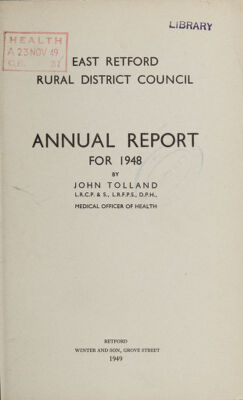 LIBRARY
HEALTH
A 23 NOV 49
EAST RETFORD
RURAL DISTRICT COUNCIL
ANNUAL REPORT
FOR 1948
BY
JOHN TOLLAND
L.R.C.P. & S., L.R.F.P.S., D.P.H.,
MEDICAL OFFICER OF HEALTH
RETFORD
WINTER AND SON, GROVE STREET
1949